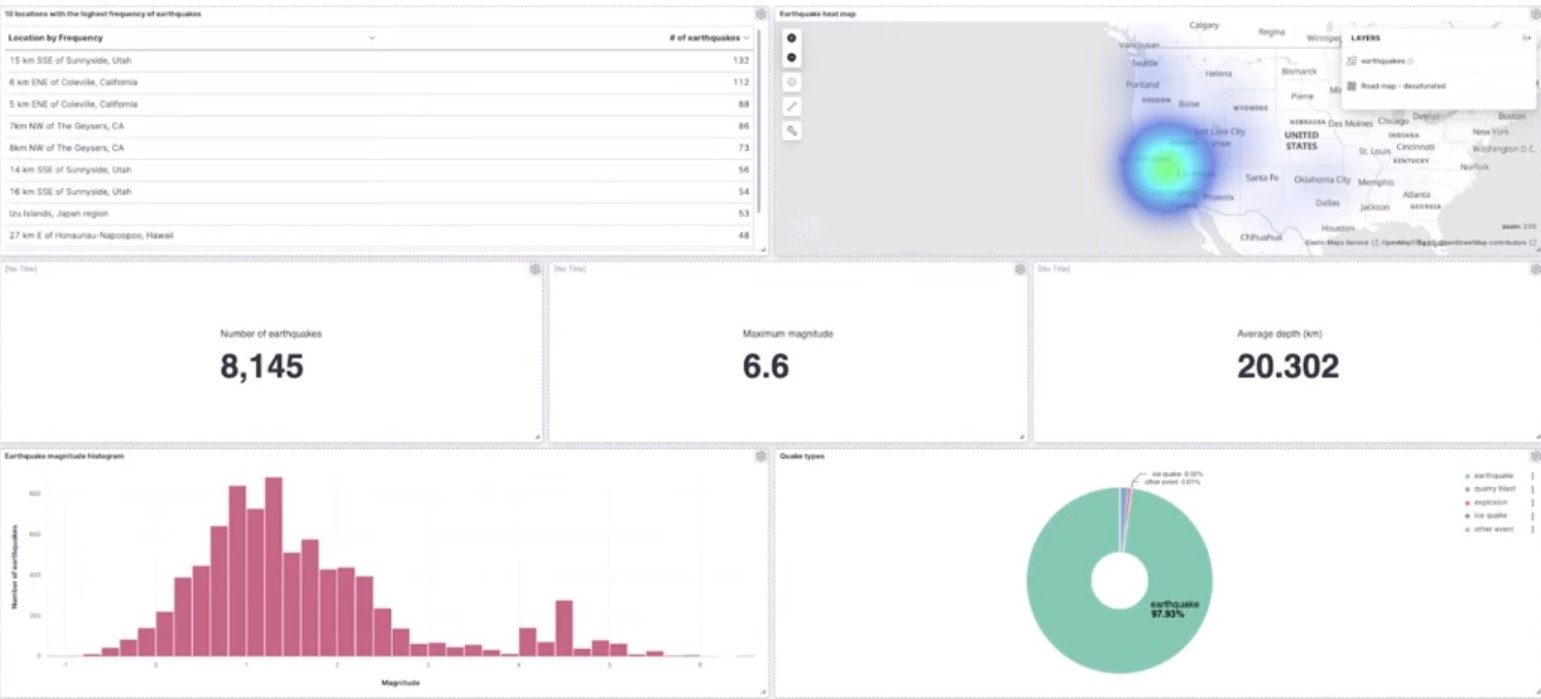 10 locations with the highest frequency of earthquakes
Location by Frequency # of earthquakes
15 km SSE of Sunnyside, Utah 132
6 km ENE of Coleville, California 112
5 km ENE of Coleville, California 88
7km NW of The Geysers, CA 86
8km NW of The Geysers, CA 73
14 km SSE of Sunnyside, Utah 56
16 km SSE of Sunnyside, Utah 54
Izu Islands, Japan region 53
27 km E of Honaunau-Napoopoo, Hawaii 48
Earthquake heat map
Calgary
Regina
Winnipeg
Vancouver
Seattle
Helena
Bismarck
Portland
OREGON
Boise
WYOMING
Pierre
LAYERS
earthquakes
Road map - desaturated
NEBRASKA
Des Moines
Chicago
Detroit
Boston
Salt Lake City
UTAH
UNITED
STATES
INDIANA
New York
St. Louis
Cincinnati
Washington D.C.
KENTUCKY
Norfolk
Santa Fe
Oklahoma City
Memphis
Phoenix
Dallas
Jackson
Atlanta
GEORGIA
Houston
Chihuahua
Elastic Maps Service
OpenStreetMap contributors
[No Title]
Number of earthquakes
8,145
[No Title]
Maximum magnitude
6.6
[No Title]
Average depth (km)
20.302
Earthquake magnitude histogram
Number of earthquakes
800
600
400
200
0
-1 0 1 2 3 4 5 6
Magnitude
Quake types
ice quake 0.02%
other event 0.01%
earthquake
97.93%
earthquake
quarry blast
explosion
ice quake
other event